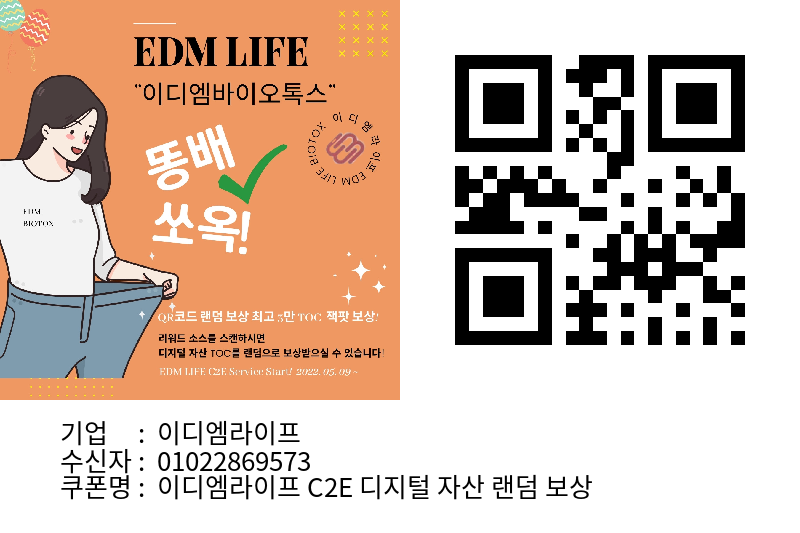 EDM LIFE
"이디엠바이오톡스"
이디엠라이프 EDM LIFE BIOTOX
똥배
쏘옥!
EDM
BIOTOX
QR코드 랜덤 보상 최고 5만 TOC 잭팟 보상!
리워드 소스를 스캔하시면
디지털 자산 TOC를 랜덤으로 보상받으실 수 있습니다!
EDM LIFE C2E Service Start! 2022. 05. 09 ~
기업 : 이디엠라이프
수신자 : 01022869573
쿠폰명 : 이디엠라이프 C2E 디지털 자산 랜덤 보상